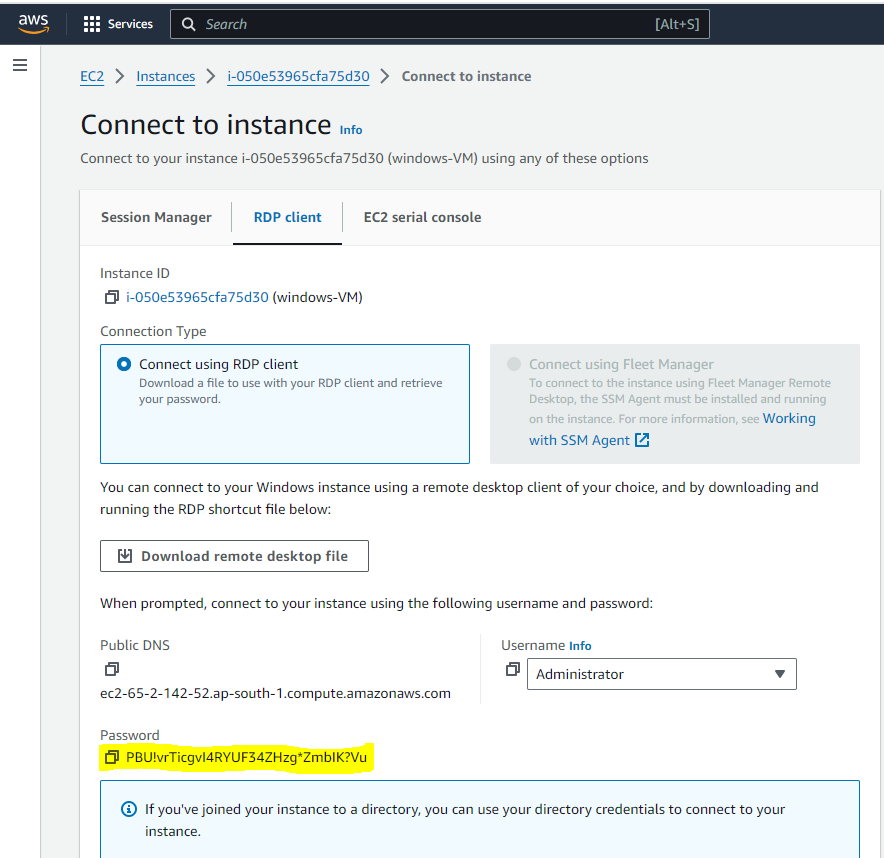 aws
Services
Search
[Alt+S]
EC2 > Instances > i-050e53965cfa75d30 > Connect to instance
Connect to instance Info
Connect to your instance i-050e53965cfa75d30 (windows-VM) using any of these options
Session Manager
RDP client
EC2 serial console
Instance ID
i-050e53965cfa75d30 (windows-VM)
Connection Type
Connect using RDP client
Download a file to use with your RDP client and retrieve
your password.
Connect using Fleet Manager
To connect to the instance using Fleet Manager Remote
Desktop, the SSM Agent must be installed and running
on the instance. For more information, see Working
with SSM Agent
You can connect to your Windows instance using a remote desktop client of your choice, and by downloading and
running the RDP shortcut file below:
Download remote desktop file
When prompted, connect to your instance using the following username and password:
Public DNS
ec2-65-2-142-52.ap-south-1.compute.amazonaws.com
Username Info
Administrator
Password
PBU!vrTicgvI4RYUF34ZHzg*ZmbIK?Vu
If you've joined your instance to a directory, you can use your directory credentials to connect to your
instance.